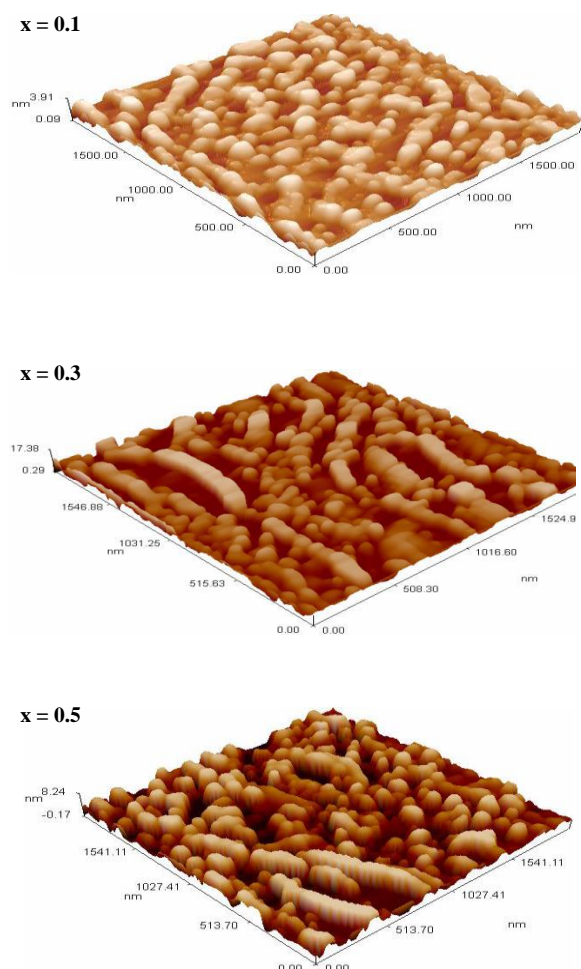 x = 0.1
3.91
nm
0.09
1500.00
1000.00
nm
500.00
0.00
0.00
500.00
1000.00
nm
1500.00
x = 0.3
17.38
0.29
1546.88
1031.25
nm
515.63
0.00
0.00
508.30
1016.60
nm
1524.9
x = 0.5
8.24
nm
-0.17
1541.11
1027.41
nm
513.70
0.00
0.00
513.70
1027.41
nm
1541.11